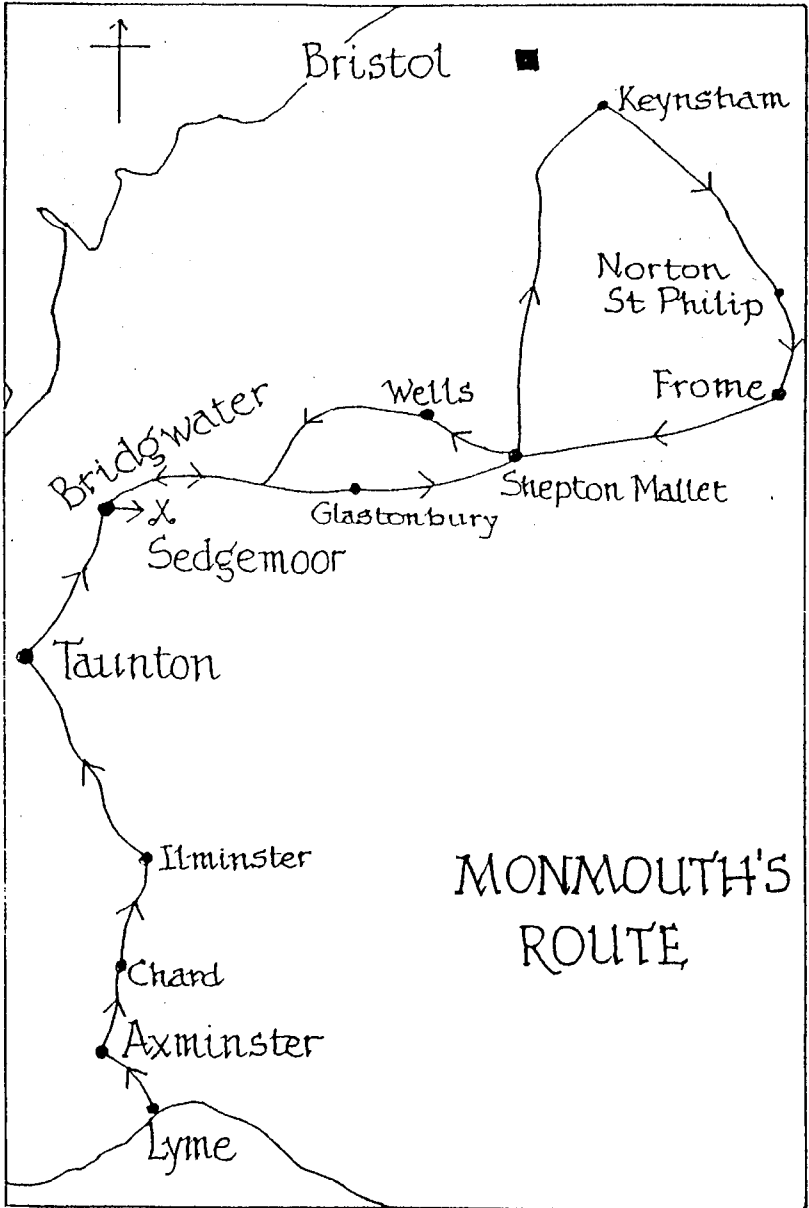 Bristol
Keynsham
Norton
St Philip
Frome
Wells
Bridgwater
Shepton Mallet
Glastonbury
X
Sedgemoor
Taunton
Ilminster
MONMOUTH'S
ROUTE
Chard
Axminster
Lyme